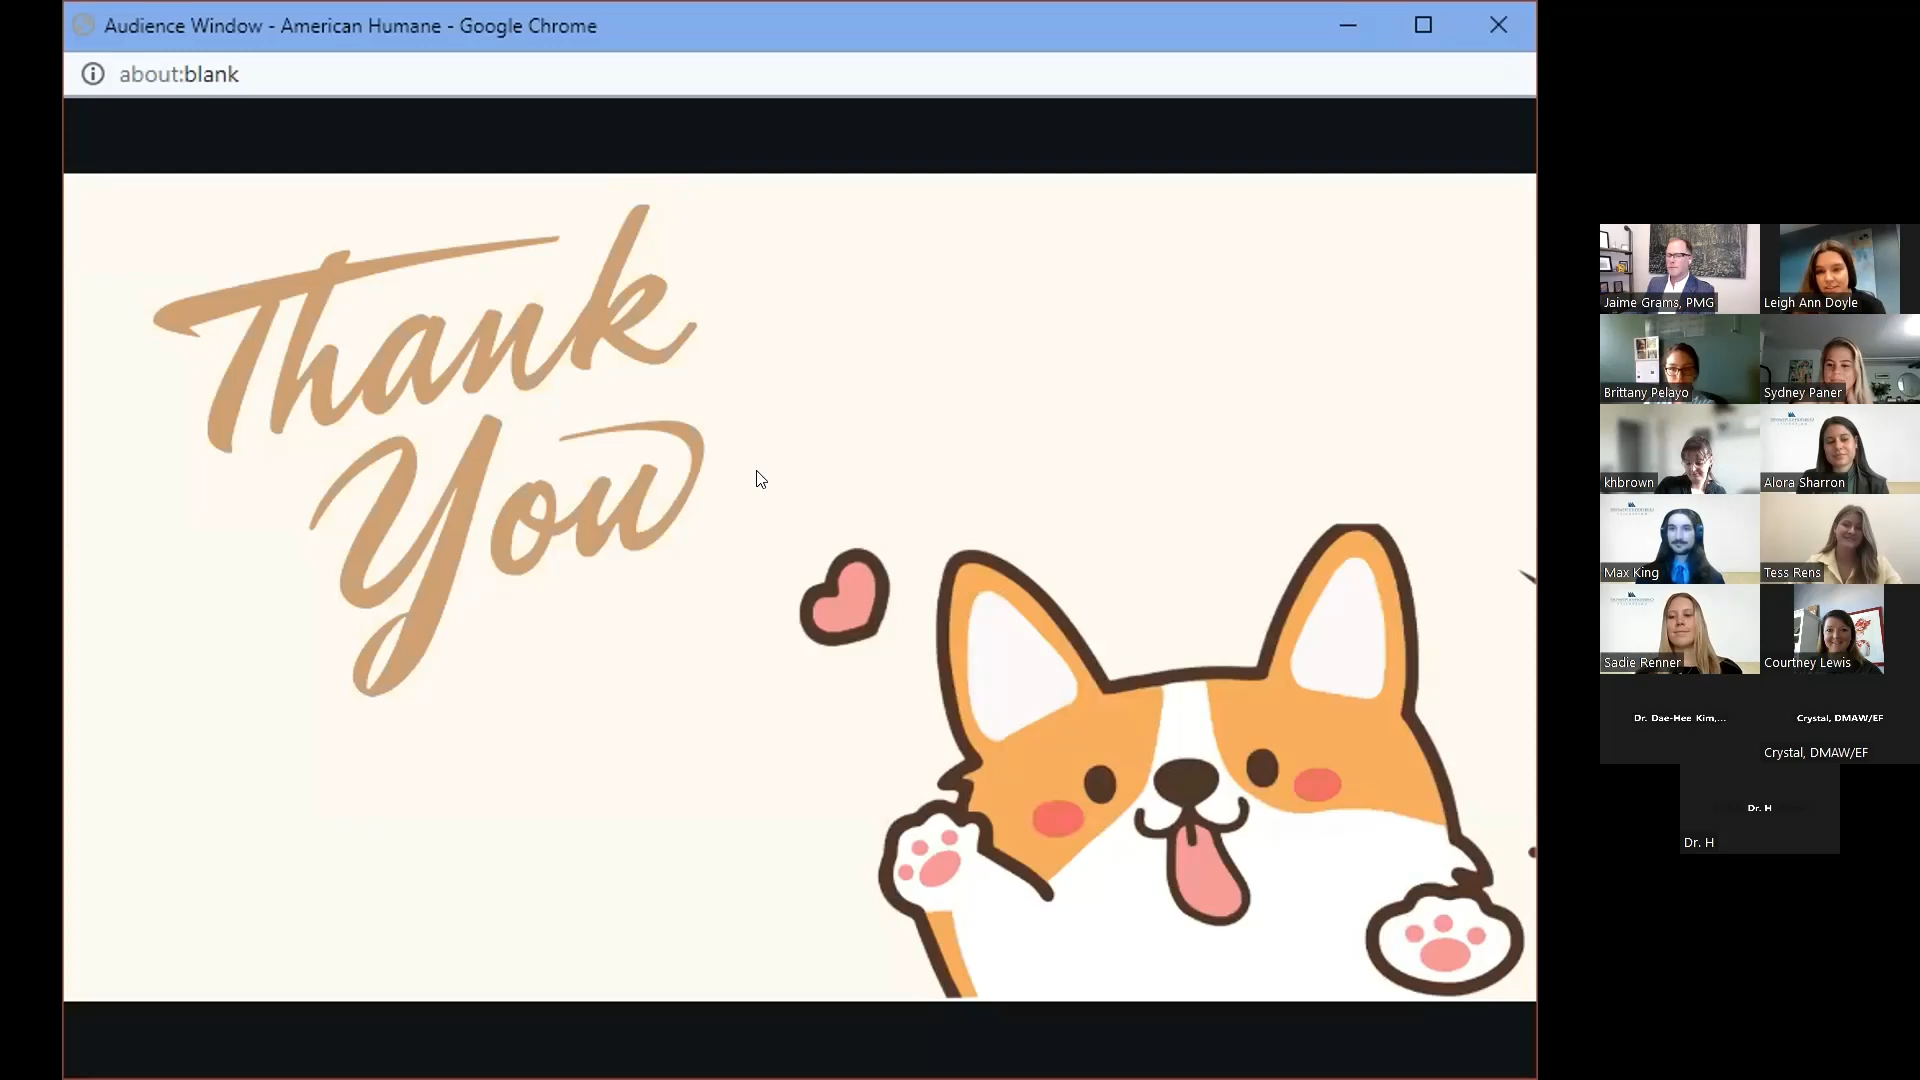 Audience Window - American Humane - Google Chrome
about:blank
Thank
You
Jaime Grams, PMG
Leigh Ann Doyle
Brittany Pelayo
Sydney Paner
khbrown
Alora Sharron
Max King
Tess Rens
Sadie Renner
Courtney Lewis
Dr. Dae-Hee Kim,...
Crystal, DMAW/EF
Crystal, DMAW/EF
Dr. H
Dr. H